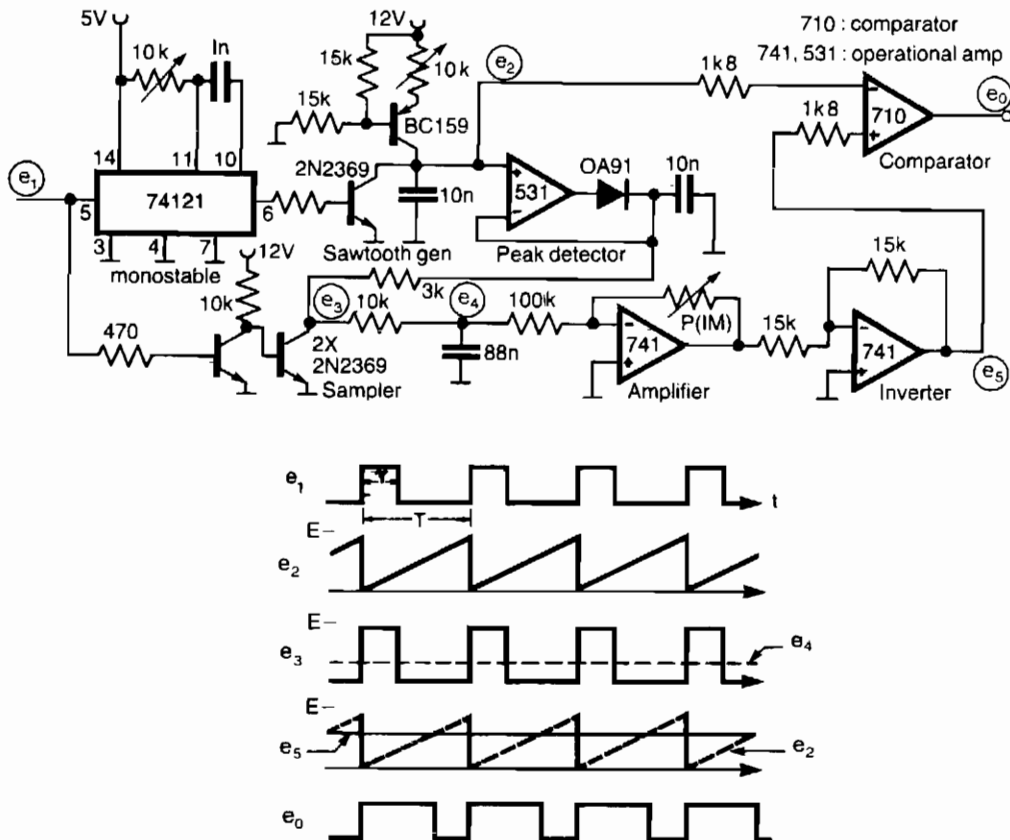 5V
12V
710 : comparator
741, 531 : operational amp
10k
In
15k
10k
e2
1k8
15k
BC159
1k8
710
e0
Comparator
14
11
10
e1
5
74121
6
2N2369
10n
531
OA91
10n
3
4
7
monostable
12V
Sawtooth gen
Peak detector
10k
3k
e3
10k
e4
100k
P(IM)
15k
15k
470
2X
2N2369
Sampler
88n
741
Amplifier
741
Inverter
e5
e1
t
T
E
e2
E
e3
e4
E
e5
e2
e0